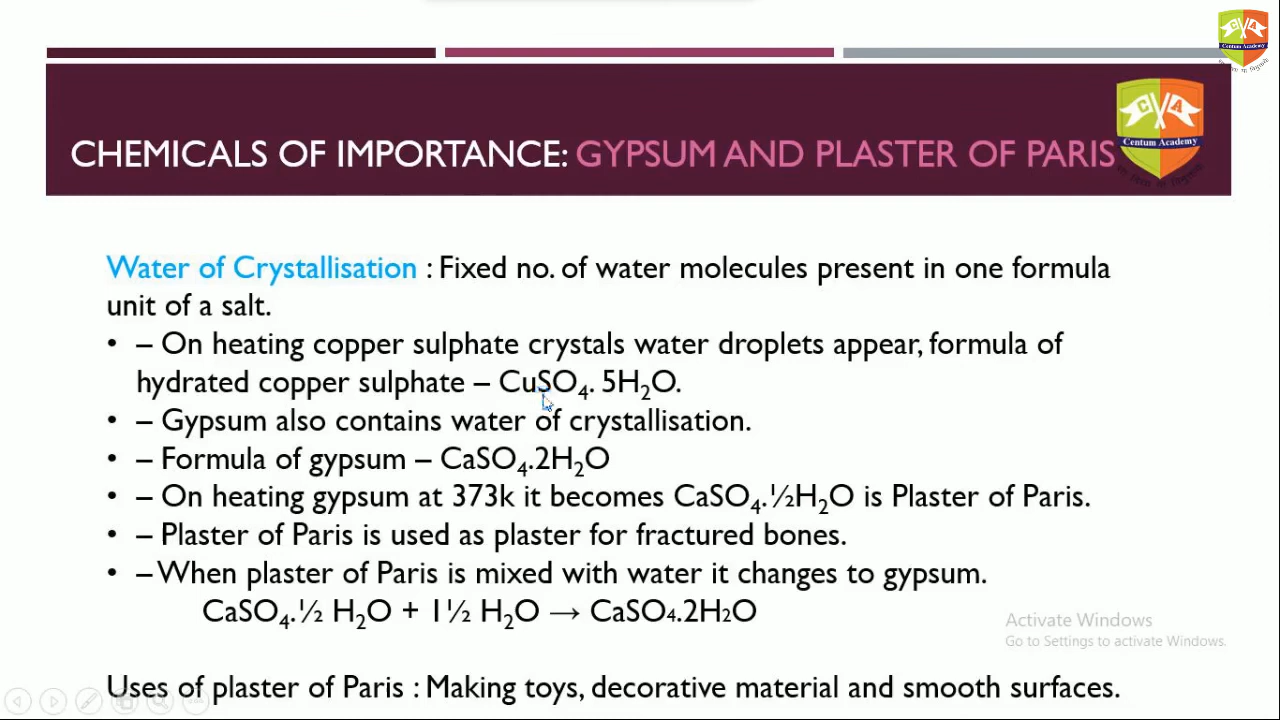 Centum Academy
CHEMICALS OF IMPORTANCE: GYPSUM AND PLASTER OF PARIS
C A
Centum Academy
Water of Crystallisation : Fixed no. of water molecules present in one formula
unit of a salt.
• – On heating copper sulphate crystals water droplets appear, formula of
hydrated copper sulphate – CuSO₄. 5H₂O.
• – Gypsum also contains water of crystallisation.
• – Formula of gypsum – CaSO₄.2H₂O
• – On heating gypsum at 373k it becomes CaSO₄.½H₂O is Plaster of Paris.
• – Plaster of Paris is used as plaster for fractured bones.
• – When plaster of Paris is mixed with water it changes to gypsum.
CaSO₄.½ H₂O + 1½ H₂O → CaSO₄.2H₂O
Activate Windows
Go to Settings to activate Windows.
Uses of plaster of Paris : Making toys, decorative material and smooth surfaces.